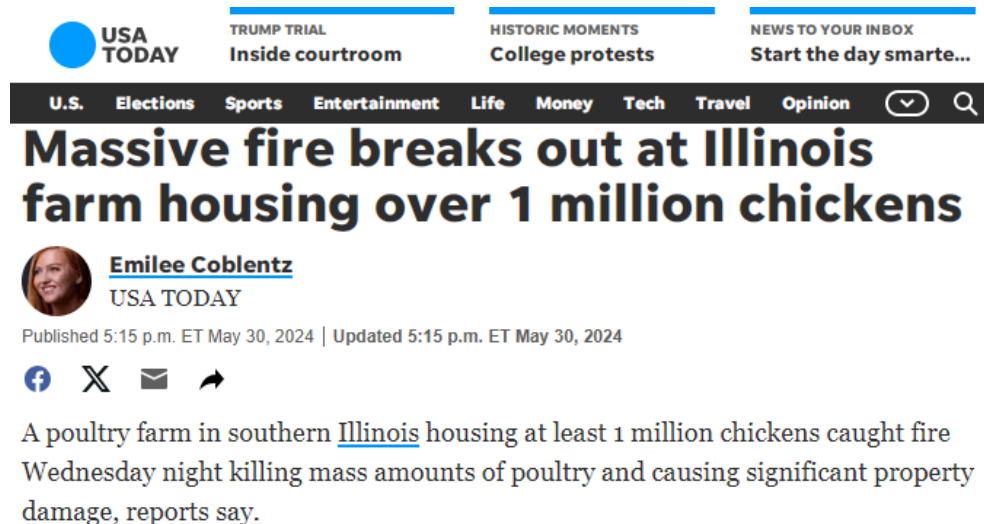 USA
TODAY
TRUMP TRIAL
Inside courtroom
HISTORIC MOMENTS
College protests
NEWS TO YOUR INBOX
Start the day smarte...
U.S. Elections Sports Entertainment Life Money Tech Travel Opinion
Massive fire breaks out at Illinois
farm housing over 1 million chickens
Emilee Coblentz
USA TODAY
Published 5:15 p.m. ET May 30, 2024 | Updated 5:15 p.m. ET May 30, 2024
A poultry farm in southern Illinois housing at least 1 million chickens caught fire
Wednesday night killing mass amounts of poultry and causing significant property
damage, reports say.